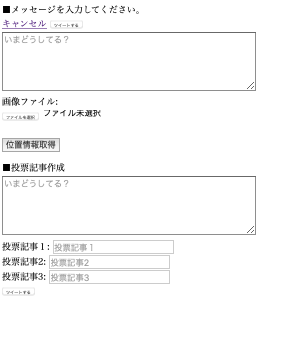 ■メッセージを入力してください。
キャンセル ツイートする
いまどうしてる？
画像ファイル:
ファイルを選択 ファイル未選択
位置情報取得
■投票記事作成
いまどうしてる？
投票記事１: 投票記事１
投票記事2: 投票記事2
投票記事3: 投票記事3
ツイートする